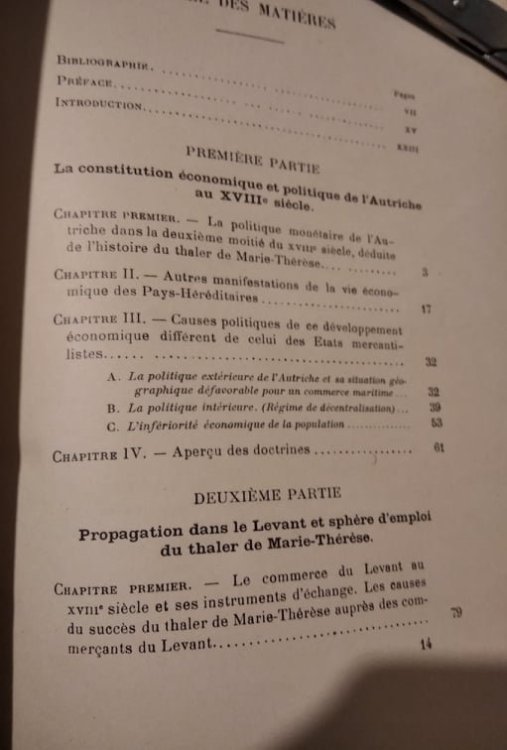 DES MATIÈRES
Pages
BIBLIOGRAPHIE. VII
PRÉFACE. XV
INTRODUCTION. XXIII
PREMIÈRE PARTIE
La constitution économique et politique de l'Autriche
au XVIIIe siècle.
CHAPITRE PREMIER. — La politique monétaire de l'Au-
triche dans la deuxième moitié du XVIIIe siècle, déduite
de l'histoire du thaler de Marie-Thérèse. 3
CHAPITRE II. — Autres manifestations de la vie écono-
mique des Pays-Héréditaires 17
CHAPITRE III. — Causes politiques de ce développement
économique différent de celui des Etats mercanti-
listes. 32
A. La politique extérieure de l'Autriche et sa situation géo-
graphique défavorable pour un commerce maritime 32
B. La politique intérieure. (Régime de décentralisation) 39
C. L'infériorité économique de la population 53
CHAPITRE IV. — Aperçu des doctrines 61
DEUXIÈME PARTIE
Propagation dans le Levant et sphère d'emploi
du thaler de Marie-Thérèse.
CHAPITRE PREMIER. — Le commerce du Levant au
XVIIIe siècle et ses instruments d'échange. Les causes
du succès du thaler de Marie-Thérèse auprès des com-
merçants du Levant. 79
14